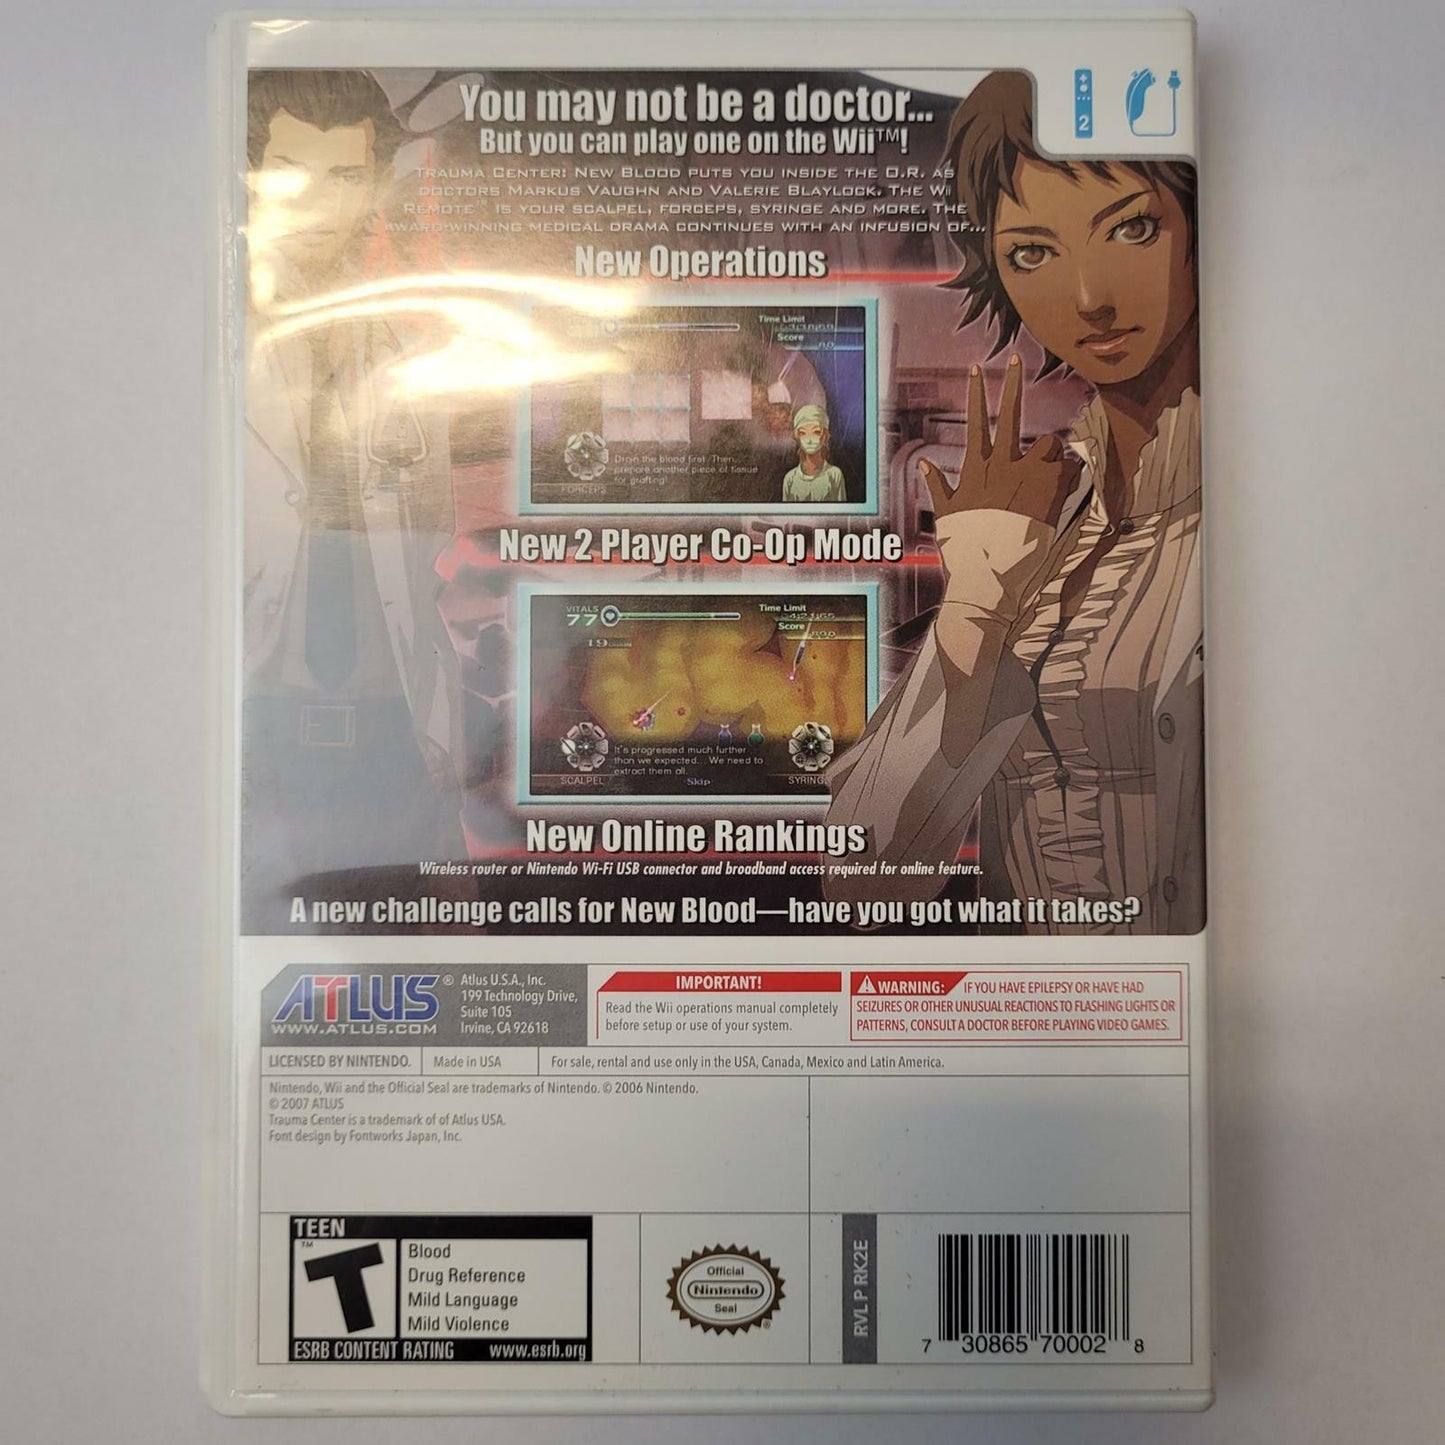 You may not be a doctor...
But you can play one on the Wii™!
2
Trauma Center: New Blood puts you inside the O.R. as
doctors Markus Vaughn and Valerie Blaylock. The Wii
Remote™ is your scalpel, forceps, syringe and more. The
award-winning medical drama continues with an infusion of...
New Operations
Time Limit
Score
80
Drain the blood first. Then...
prepare another piece of tissue
for grafting!
FORCEPS
New 2 Player Co-Op Mode
VITALS
77
Time Limit
Score
19
It's progressed much further
than we expected... We need to
extract them all.
Skip
SCALPEL
SYRINGE
New Online Rankings
Wireless router or Nintendo Wi-Fi USB connector and broadband access required for online feature.
A new challenge calls for New Blood—have you got what it takes?
ATLUS®
WWW.ATLUS.COM
Atlus U.S.A., Inc.
199 Technology Drive,
Suite 105
Irvine, CA 92618
IMPORTANT!
Read the Wii operations manual completely
before setup or use of your system.
WARNING: IF YOU HAVE EPILEPSY OR HAVE HAD
SEIZURES OR OTHER UNUSUAL REACTIONS TO FLASHING LIGHTS OR
PATTERNS, CONSULT A DOCTOR BEFORE PLAYING VIDEO GAMES.
LICENSED BY NINTENDO.
Made in USA
For sale, rental and use only in the USA, Canada, Mexico and Latin America.
Nintendo, Wii and the Official Seal are trademarks of Nintendo. © 2006 Nintendo.
© 2007 ATLUS
Trauma Center is a trademark of of Atlus USA.
Font design by Fontworks Japan, Inc.
TEEN
T™
Blood
Drug Reference
Mild Language
Mild Violence
ESRB CONTENT RATING www.esrb.org
Official
Nintendo
Seal
®
RVL P RK2E
7 30865 70002 8